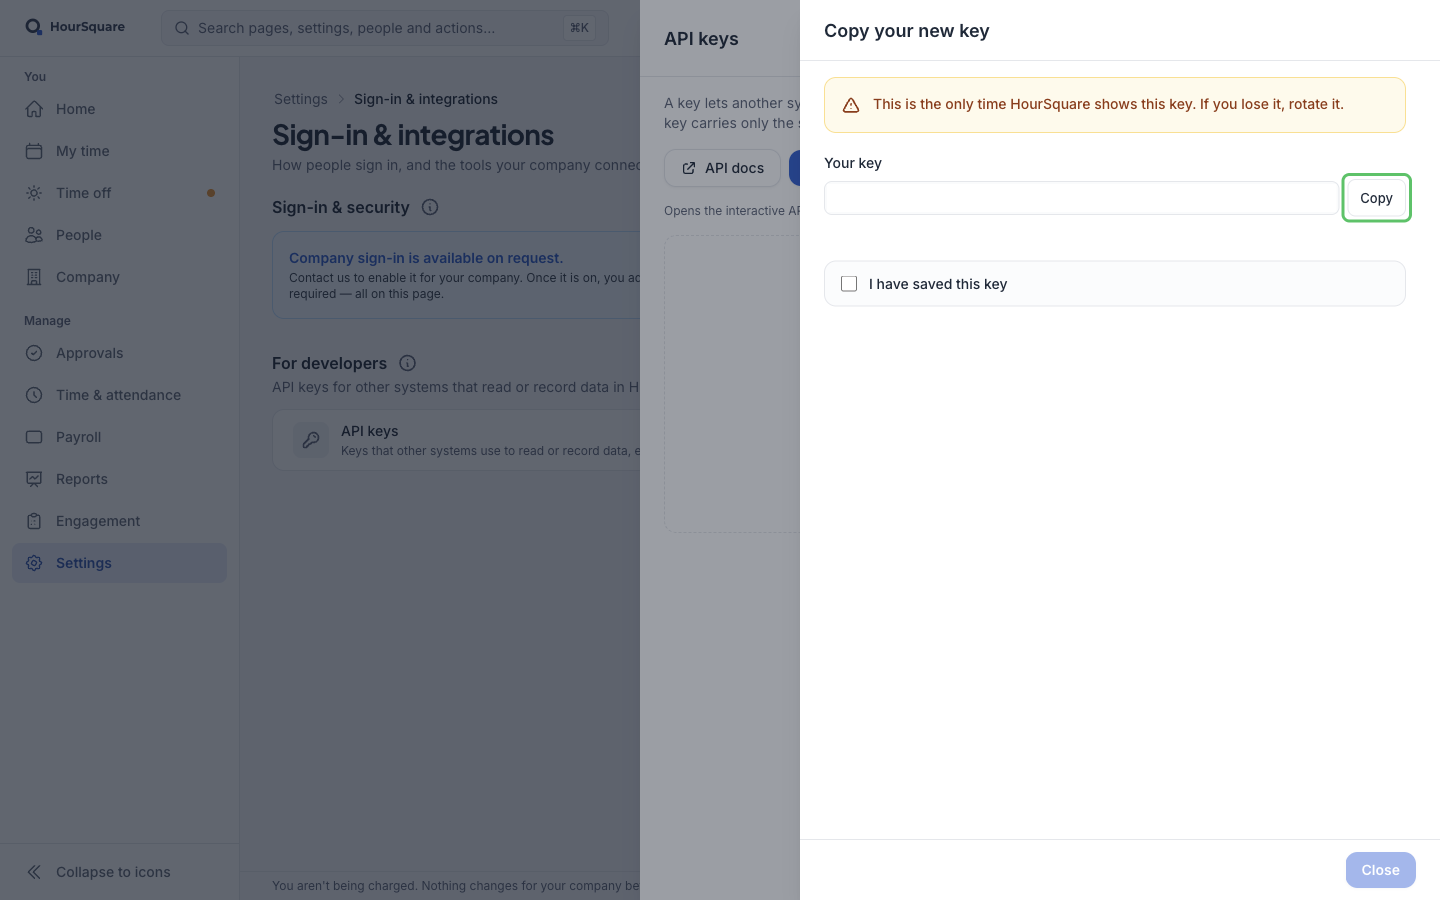 HourSquare
Search pages, settings, people and actions...
⌘K
You
Home
My time
Time off
People
Company
Manage
Approvals
Time & attendance
Payroll
Reports
Engagement
Settings
Collapse to icons
Settings > Sign-in & integrations
Sign-in & integrations
How people sign in, and the tools your company connec
Sign-in & security
Company sign-in is available on request.
Contact us to enable it for your company. Once it is on, you ad
required — all on this page.
For developers
API keys for other systems that read or record data in H
API keys
Keys that other systems use to read or record data, e
You aren't being charged. Nothing changes for your company be
API keys
A key lets another sy
key carries only the s
API docs
Opens the interactive AP
Copy your new key
This is the only time HourSquare shows this key. If you lose it, rotate it.
Your key
Copy
I have saved this key
Close